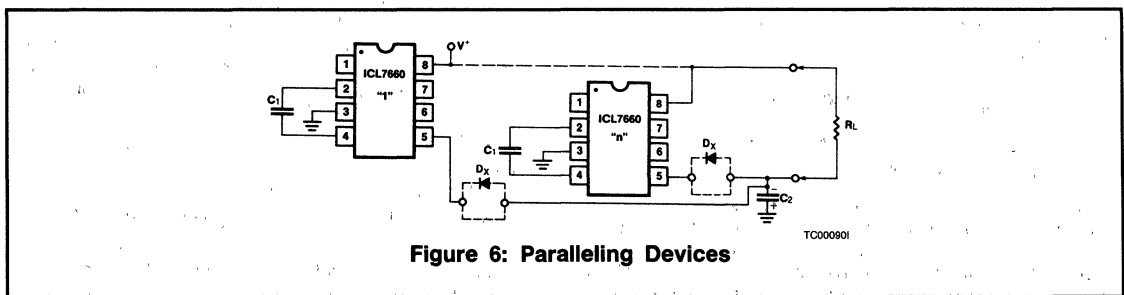 V+
1
8
ICL7660
2
7
"1"
C1
3
6
4
5
1
8
ICL7660
2
7
"n"
C1
3
6
4
5
DX
DX
RL
-
C2
+
TC00090I
Figure 6: Paralleling Devices